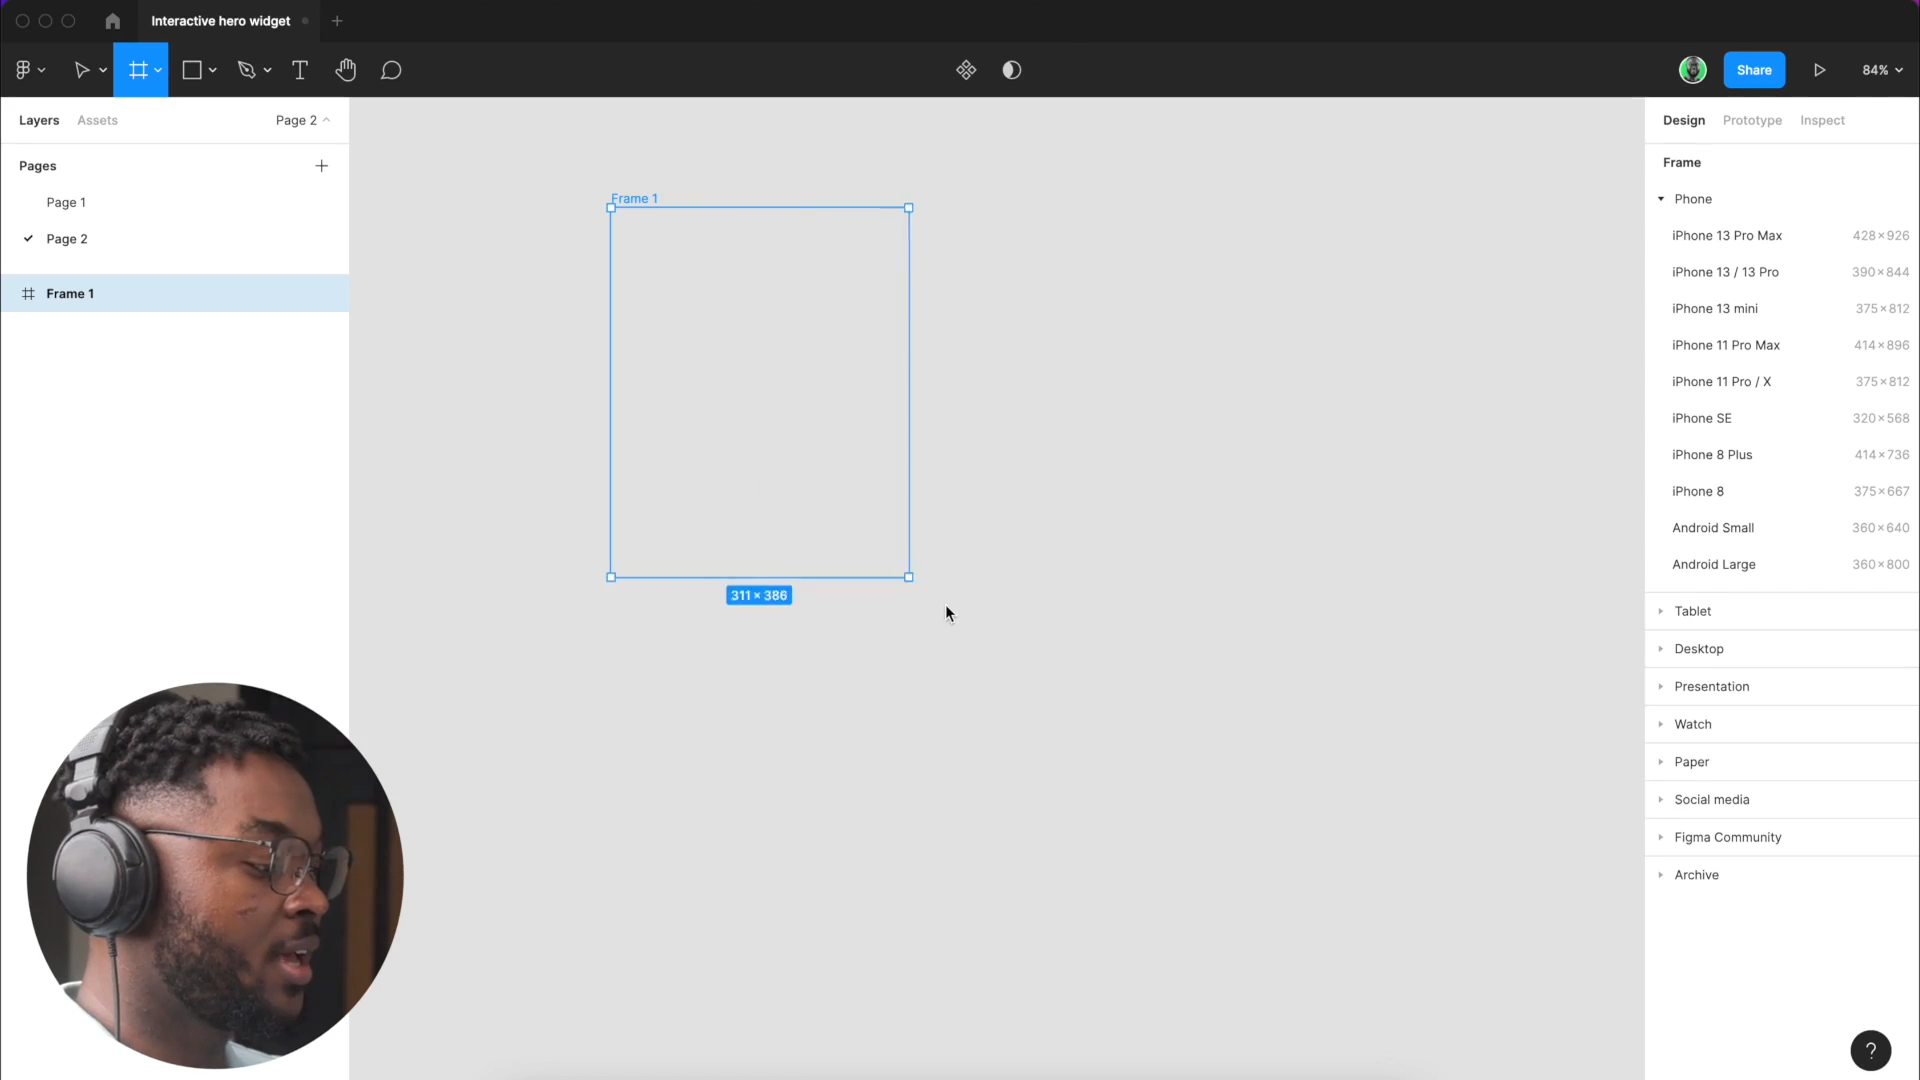 Interactive hero widget
Share
84%
Layers
Assets
Page 2
Design
Prototype
Inspect
Pages
Page 1
Page 2
Frame 1
Frame 1
311 × 386
Frame
Phone
iPhone 13 Pro Max 428×926
iPhone 13 / 13 Pro 390×844
iPhone 13 mini 375×812
iPhone 11 Pro Max 414×896
iPhone 11 Pro / X 375×812
iPhone SE 320×568
iPhone 8 Plus 414×736
iPhone 8 375×667
Android Small 360×640
Android Large 360×800
Tablet
Desktop
Presentation
Watch
Paper
Social media
Figma Community
Archive
?